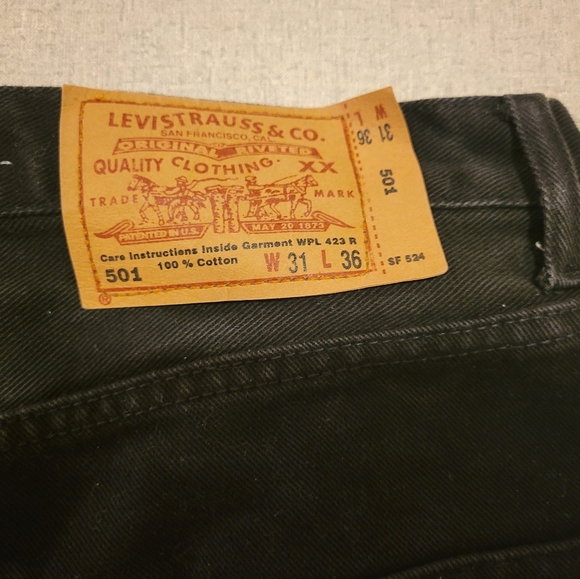 LEVI STRAUSS & CO.
SAN FRANCISCO, CAL.
ORIGINAL RIVETED
QUALITY CLOTHING XX
TRADE MARK
PATENTED IN U.S. MAY 20 1873
Care Instructions Inside Garment WPL 423 R
501 100 % Cotton W 31 L 36
®
W L
31 36
501
SF 524